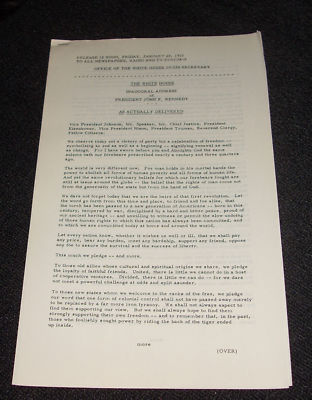 RELEASE 12 NOON, FRIDAY, JANUARY 20, 1961
TO ALL NEWSPAPERS, RADIO AND TV STATIONS
OFFICE OF THE WHITE HOUSE PRESS SECRETARY
THE WHITE HOUSE
INAUGURAL ADDRESS
OF
PRESIDENT JOHN F. KENNEDY
AS ACTUALLY DELIVERED
Vice President Johnson, Mr. Speaker, Mr. Chief Justice, President
Eisenhower, Vice President Nixon, President Truman, Reverend Clergy,
Fellow Citizens:
We observe today not a victory of party but a celebration of freedom --
symbolizing an end as well as a beginning -- signifying renewal as well
as change. For I have sworn before you and Almighty God the same
solemn oath our forebears prescribed nearly a century and three quarters
ago.
The world is very different now. For man holds in his mortal hands the
power to abolish all forms of human poverty and all forms of human life.
And yet the same revolutionary beliefs for which our forebears fought are
still at issue around the globe -- the belief that the rights of man come not
from the generosity of the state but from the hand of God.
We dare not forget today that we are the heirs of that first revolution. Let
the word go forth from this time and place, to friend and foe alike, that
the torch has been passed to a new generation of Americans -- born in this
century, tempered by war, disciplined by a hard and bitter peace, proud of
our ancient heritage -- and unwilling to witness or permit the slow undoing
of those human rights to which this nation has always been committed, and
to which we are committed today at home and around the world.
Let every nation know, whether it wishes us well or ill, that we shall pay
any price, bear any burden, meet any hardship, support any friend, oppose
any foe to assure the survival and the success of liberty.
This much we pledge -- and more.
To those old allies whose cultural and spiritual origins we share, we pledge
the loyalty of faithful friends. United, there is little we cannot do in a host
of cooperative ventures. Divided, there is little we can do -- for we dare
not meet a powerful challenge at odds and split asunder.
To those new states whom we welcome to the ranks of the free, we pledge
our word that one form of colonial control shall not have passed away merely
to be replaced by a far more iron tyranny. We shall not always expect to
find them supporting our view. But we shall always hope to find them
strongly supporting their own freedom -- and to remember that, in the past,
those who foolishly sought power by riding the back of the tiger ended
up inside.
more
(OVER)